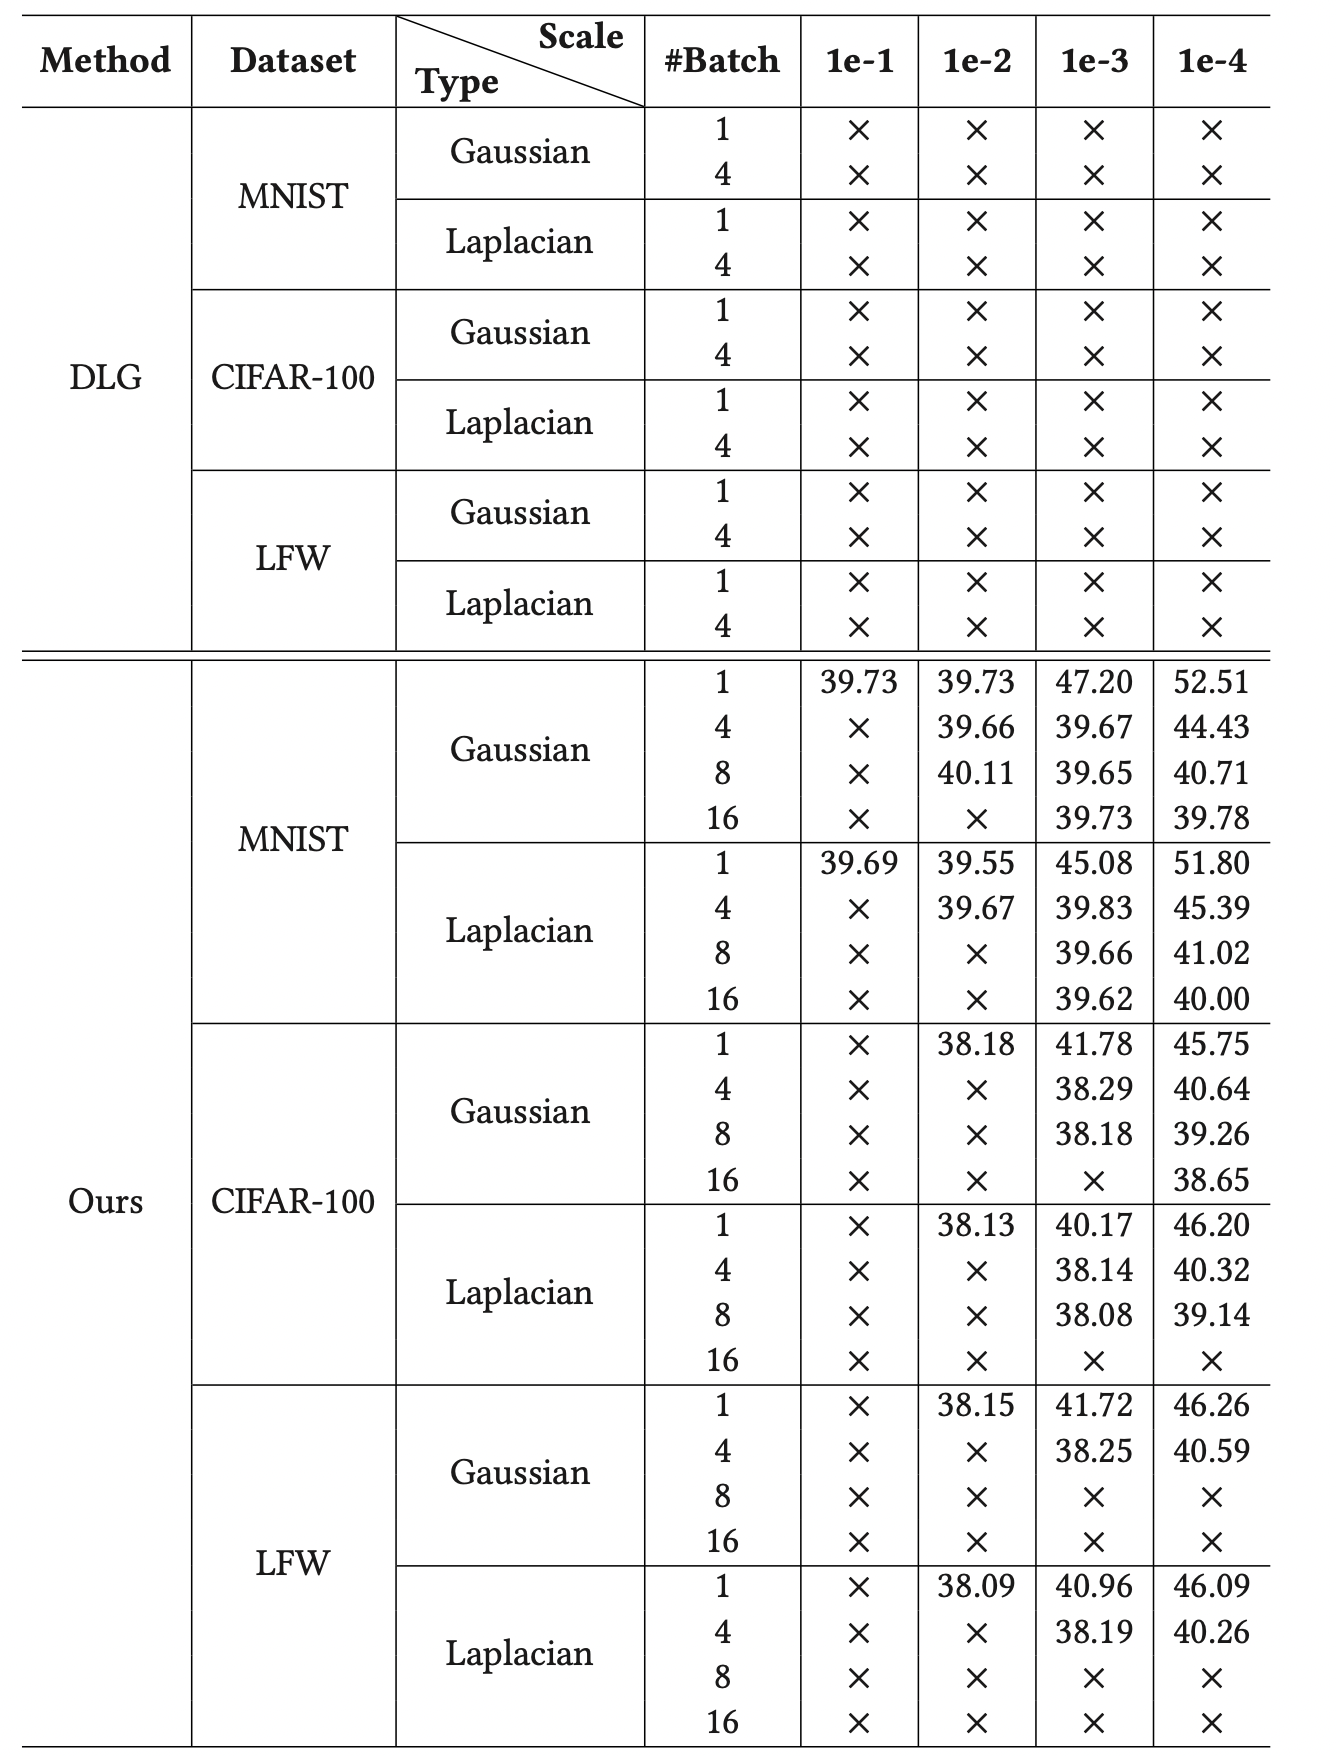 Method Dataset Scale Type #Batch 1e-1 1e-2 1e-3 1e-4
DLG MNIST Gaussian 1 × × × ×
4 × × × ×
Laplacian 1 × × × ×
4 × × × ×
CIFAR-100 Gaussian 1 × × × ×
4 × × × ×
Laplacian 1 × × × ×
4 × × × ×
LFW Gaussian 1 × × × ×
4 × × × ×
Laplacian 1 × × × ×
4 × × × ×
Ours MNIST Gaussian 1 39.73 39.73 47.20 52.51
4 × 39.66 39.67 44.43
8 × 40.11 39.65 40.71
16 × × 39.73 39.78
Laplacian 1 39.69 39.55 45.08 51.80
4 × 39.67 39.83 45.39
8 × × 39.66 41.02
16 × × 39.62 40.00
CIFAR-100 Gaussian 1 × 38.18 41.78 45.75
4 × × 38.29 40.64
8 × × 38.18 39.26
16 × × × 38.65
Laplacian 1 × 38.13 40.17 46.20
4 × × 38.14 40.32
8 × × 38.08 39.14
16 × × × ×
LFW Gaussian 1 × 38.15 41.72 46.26
4 × × 38.25 40.59
8 × × × ×
16 × × × ×
Laplacian 1 × 38.09 40.96 46.09
4 × × 38.19 40.26
8 × × × ×
16 × × × ×